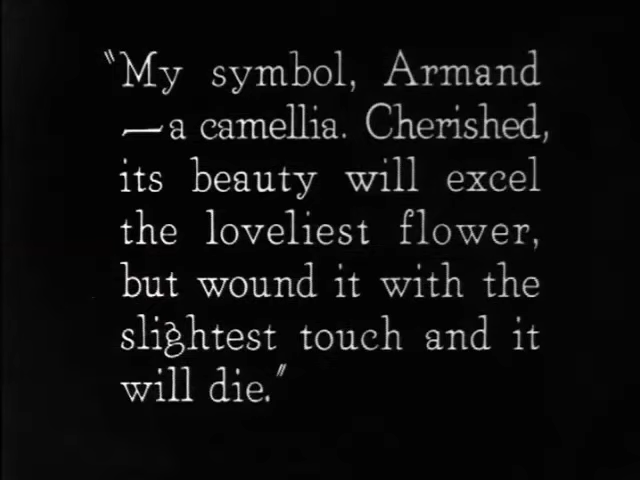 "My symbol, Armand
—a camellia. Cherished,
its beauty will excel
the loveliest flower,
but wound it with the
slightest touch and it
will die."